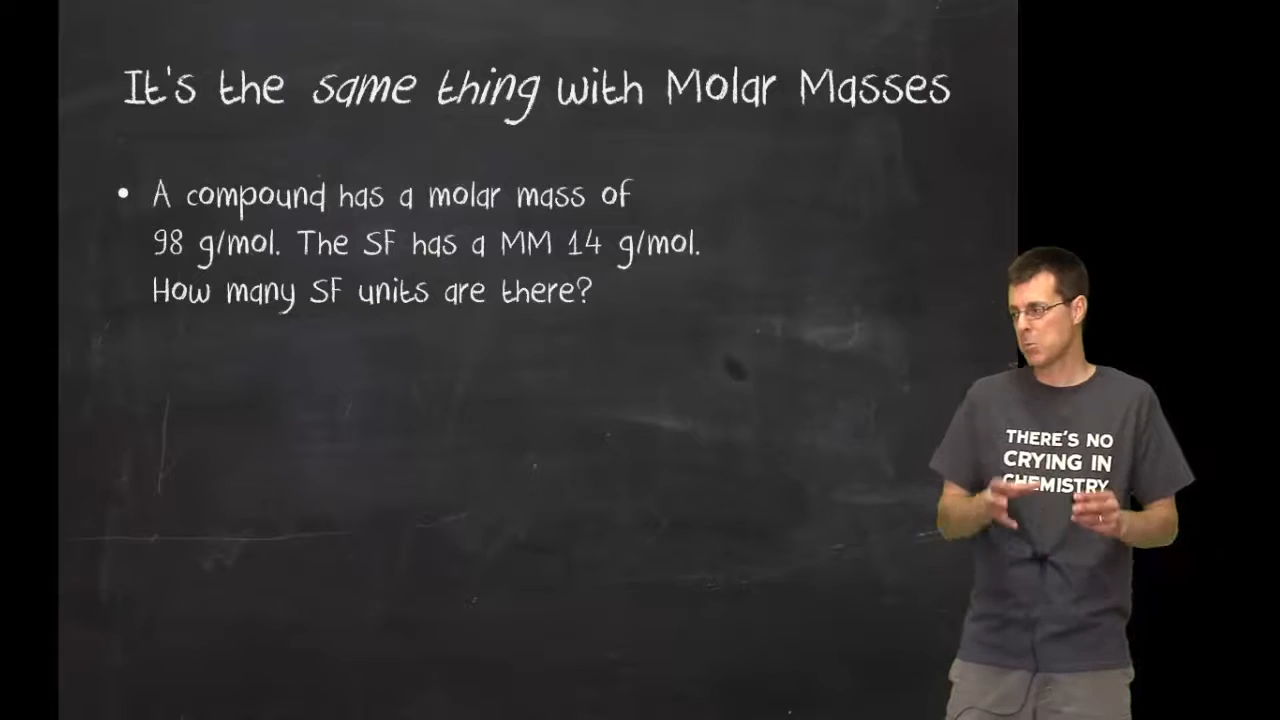 It's the same thing with Molar Masses
• A compound has a molar mass of
98 g/mol. The SF has a MM 14 g/mol.
How many SF units are there?
THERE'S NO
CRYING IN
CHEMISTRY